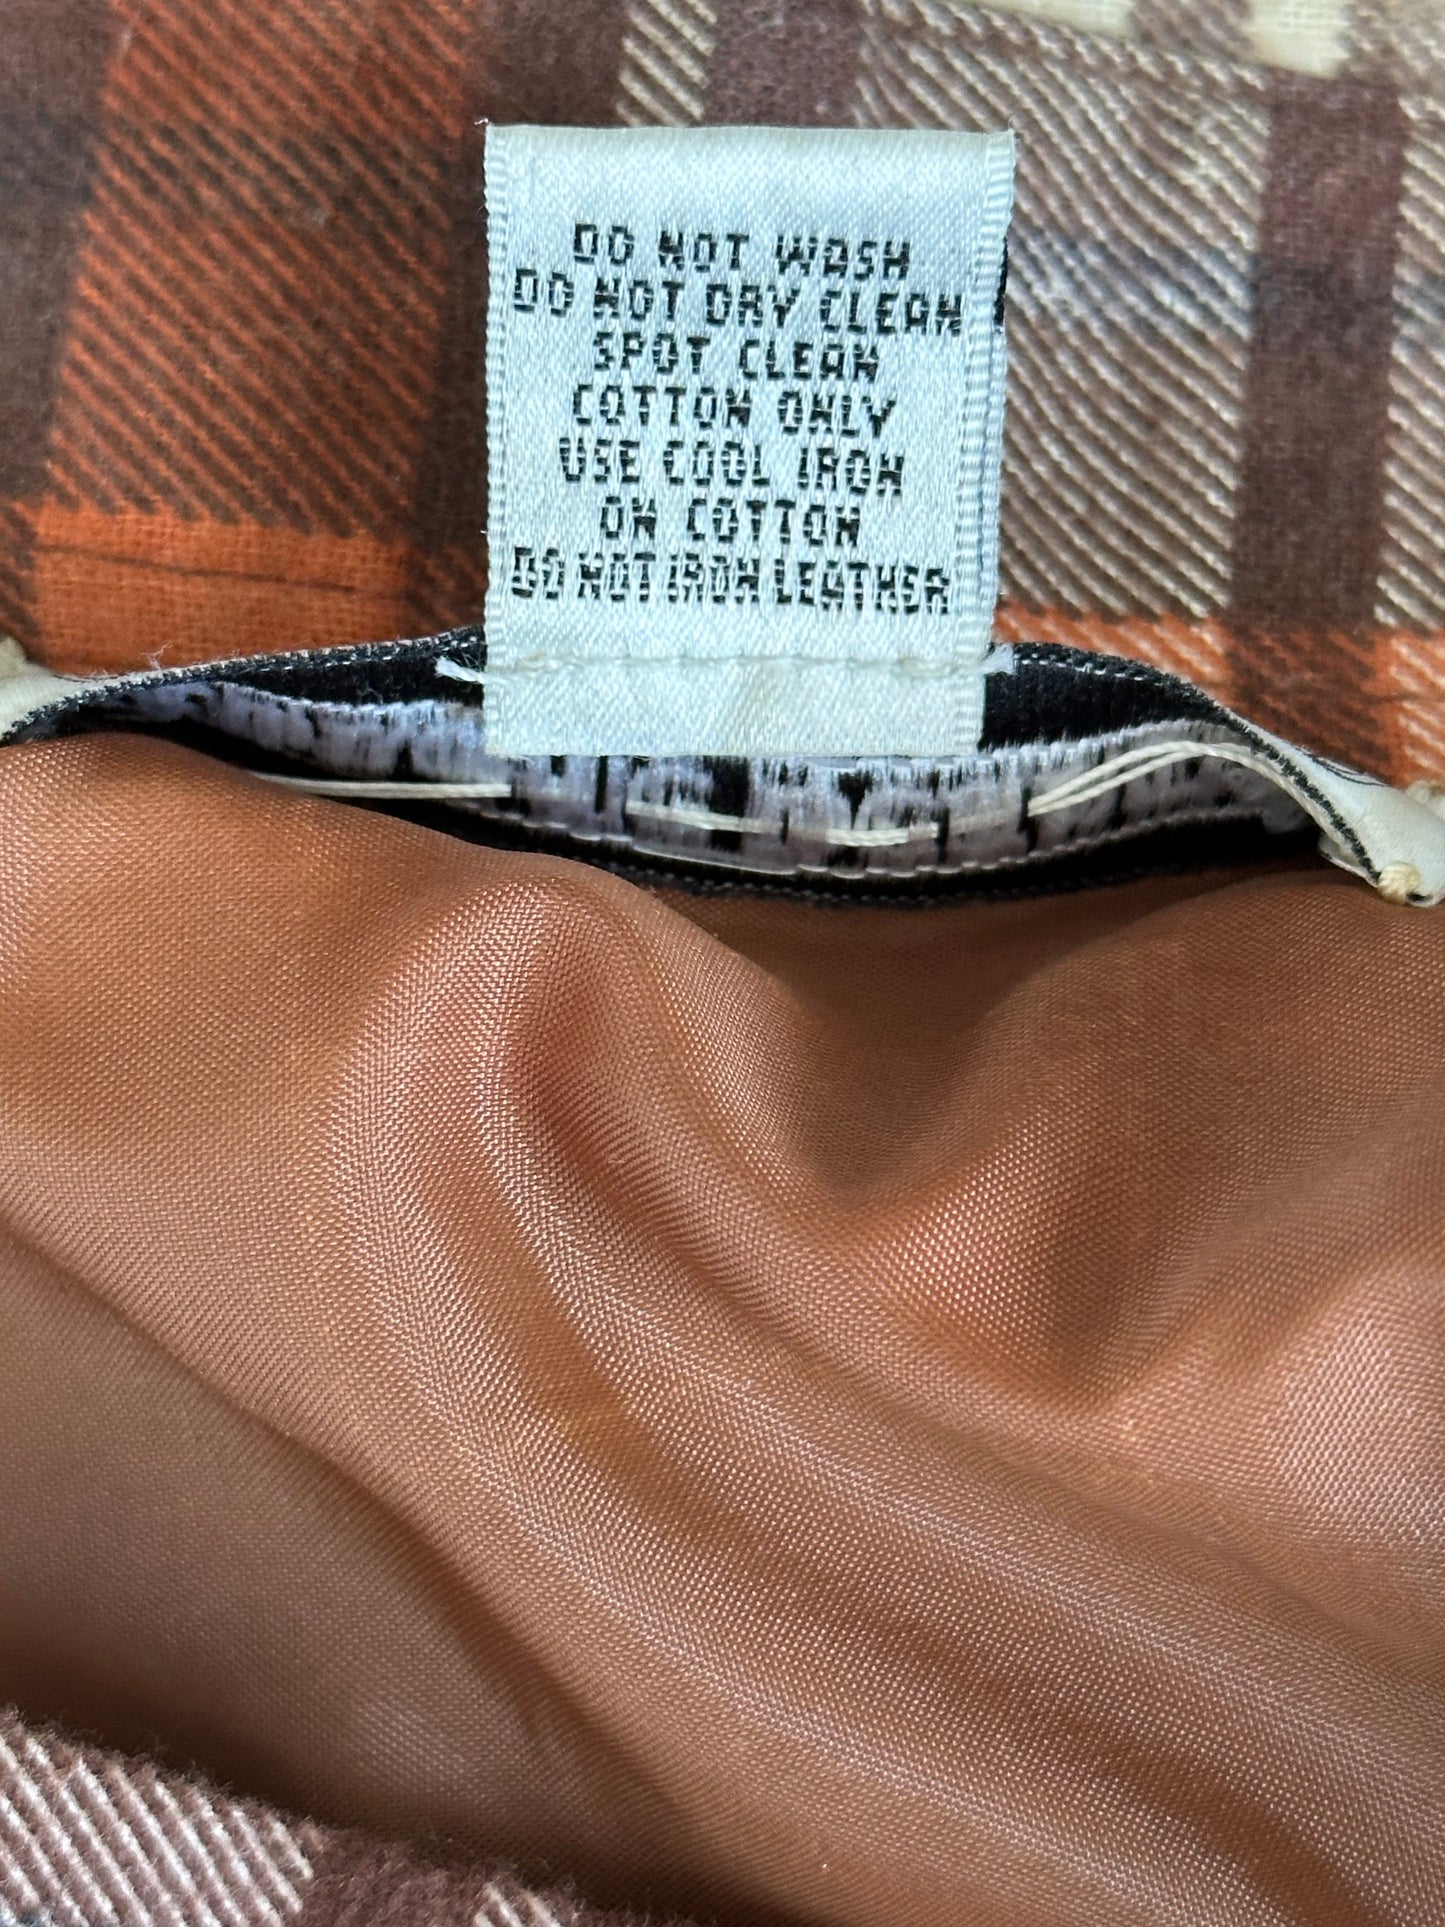 DO NOT WASH
DO NOT DRY CLEAN
SPOT CLEAN
COTTON ONLY
USE COOL IRON
ON COTTON
DO NOT IRON LEATHER